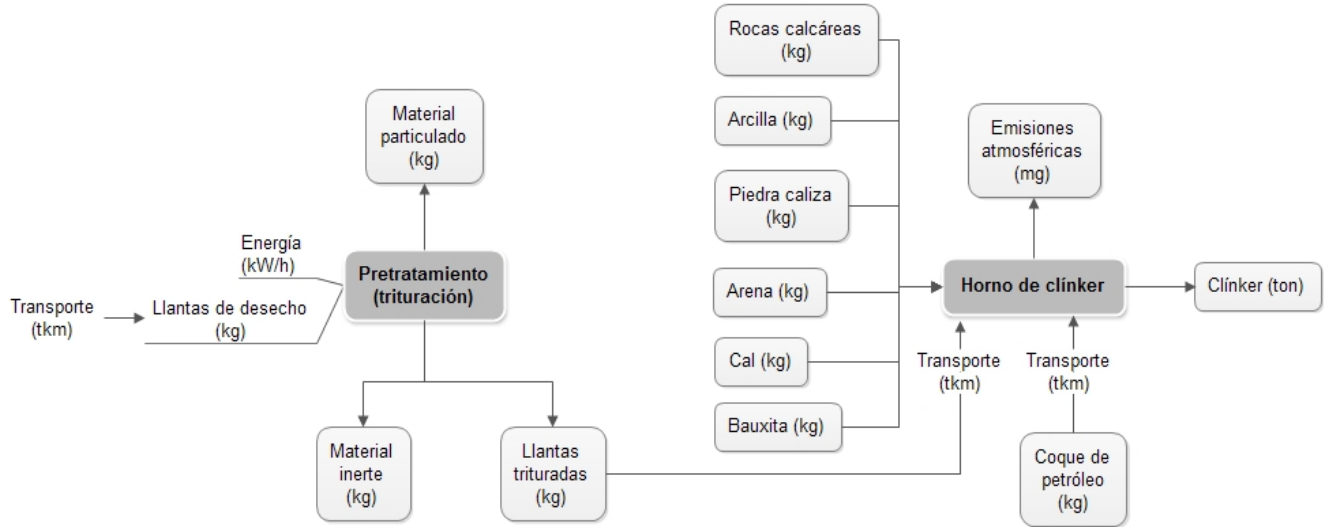 Rocas calcáreas
(kg)
Material
particulado
(kg)
Arcilla (kg)
Emisiones
atmosféricas
(mg)
Piedra caliza
(kg)
Energía
(kW/h)
Pretratamiento
(trituración)
Transporte
(tkm)
Llantas de desecho
(kg)
Arena (kg)
Horno de clínker
Clínker (ton)
Cal (kg)
Transporte
(tkm)
Transporte
(tkm)
Bauxita (kg)
Material
inerte
(kg)
Llantas
trituradas
(kg)
Coque de
petróleo
(kg)